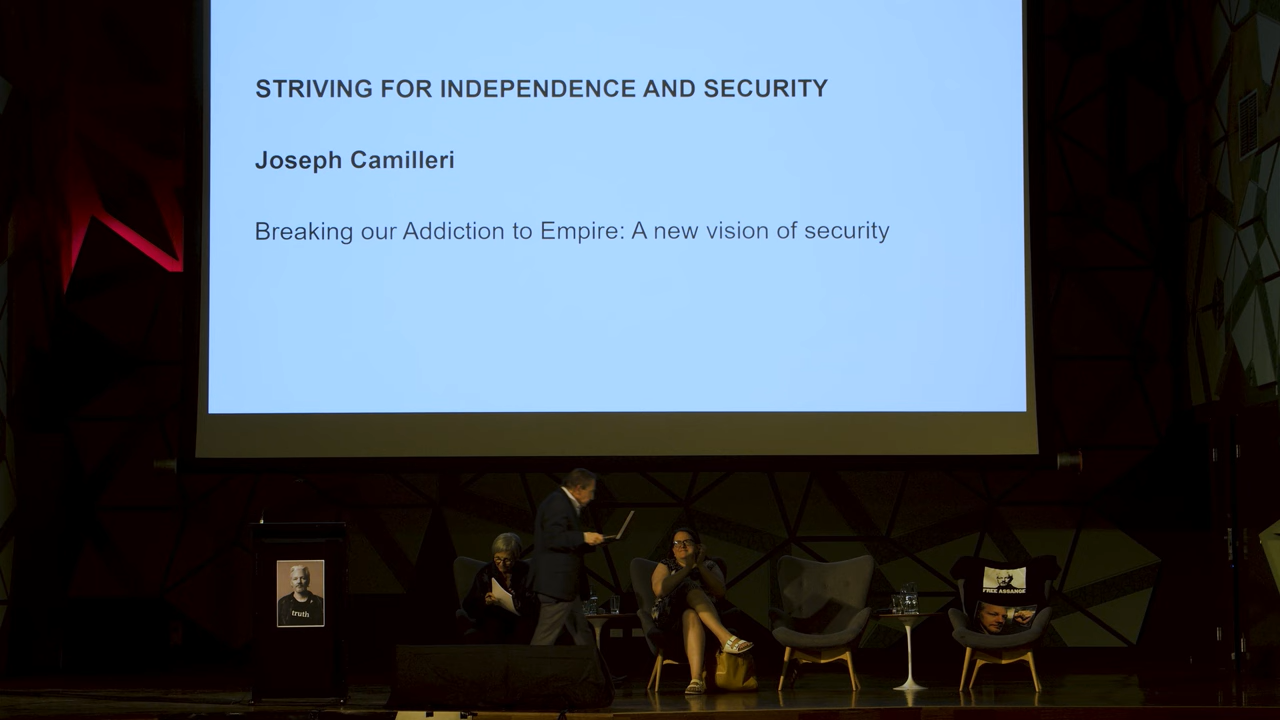 STRIVING FOR INDEPENDENCE AND SECURITY
Joseph Camilleri
Breaking our Addiction to Empire: A new vision of security
truth
FREE ASSANGE